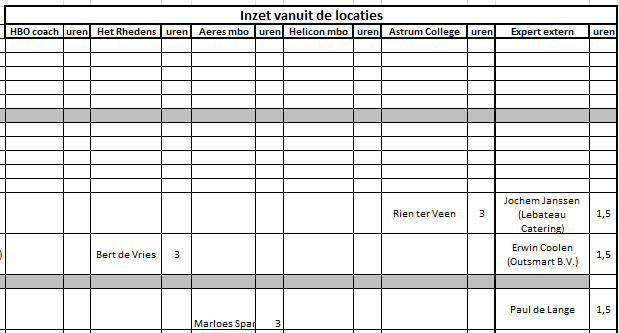 Inzet vanuit de locaties
HBO coach uren Het Rhedens uren Aeres mbo uren Helicon mbo uren Astrum College uren Expert extern uren
Rien ter Veen 3 Jochem Janssen (Lebateau Catering) 1,5
) Bert de Vries 3 Erwin Coolen (Outsmart B.V.) 1,5
Marloes Spar 3 Paul de Lange 1,5